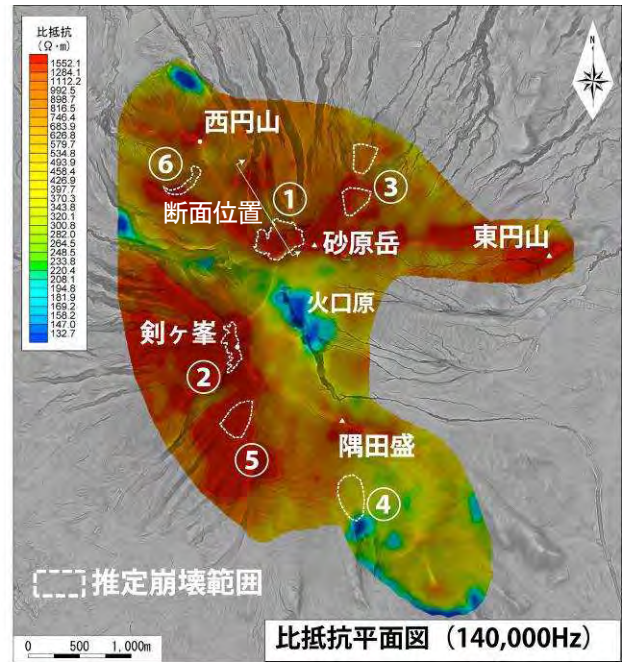 比抵抗
(Ω・m)
1552.1
1284.1
1112.2
992.5
898.7
816.5
746.4
683.9
626.8
579.7
534.8
493.9
458.4
426.9
397.7
370.3
343.8
320.1
300.8
282.0
264.5
248.5
233.8
220.4
208.1
194.8
181.9
169.2
158.2
147.0
132.7
N
西円山
⑥
①
③
断面位置
砂原岳
東円山
火口原
剣ヶ峯
②
隅田盛
⑤
④
推定崩壊範囲
0 500 1,000m
比抵抗平面図（140,000Hz）